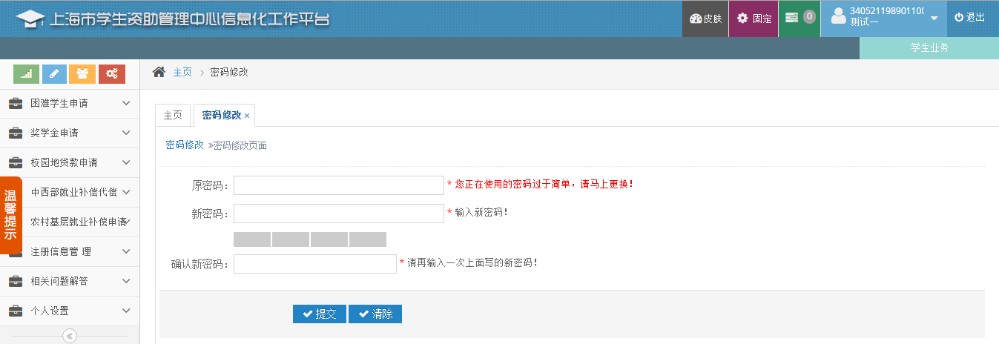 上海市学生资助管理中心信息化工作平台
皮肤
固定
0
340521198901100
测试一
退出
学生业务
主页 密码修改
困难学生申请
奖学金申请
校园地贷款申请
中西部就业补偿代偿
农村基层就业补偿申请
注册信息管 理
相关问题解答
个人设置
温馨提示
主页 密码修改 ×
密码修改 »密码修改页面
原密码： * 您正在使用的密码过于简单，请马上更换！
新密码： * 输入新密码！
确认新密码： * 请再输入一次上面写的新密码！
提交 清除